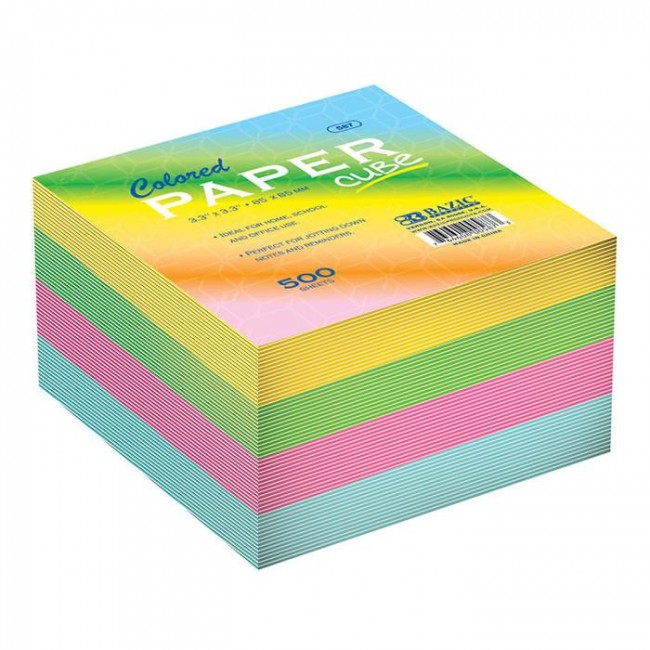 567
Colored
PAPER
CUBE
3.3" X 3.3" • 85 X 85 MM
• IDEAL FOR HOME, SCHOOL
AND OFFICE USE.
• PERFECT FOR JOTTING DOWN
NOTES AND REMINDERS.
500
SHEETS
BAZIC
MADE IN CHINA